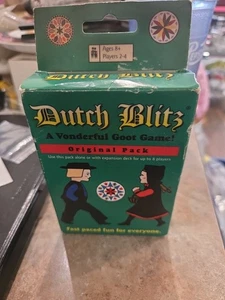 Ages 8+
Players 2-4
Dutch Blitz
Dutch Blitz
A Vonderful Goot Game!
Original Pack
Use this pack alone or with expansion deck for up to 8 players
Fast paced fun for everyone.